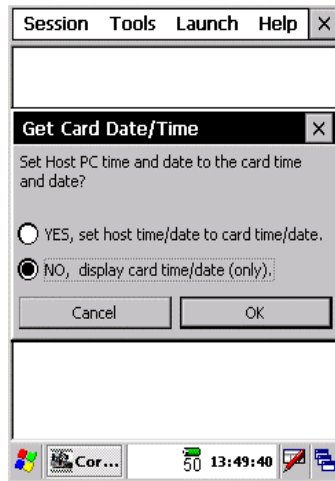 Session Tools Launch Help
Get Card Date/Time
Set Host PC time and date to the card time
and date?
YES, set host time/date to card time/date.
NO, display card time/date (only).
Cancel OK
Cor... 50 13:49:40